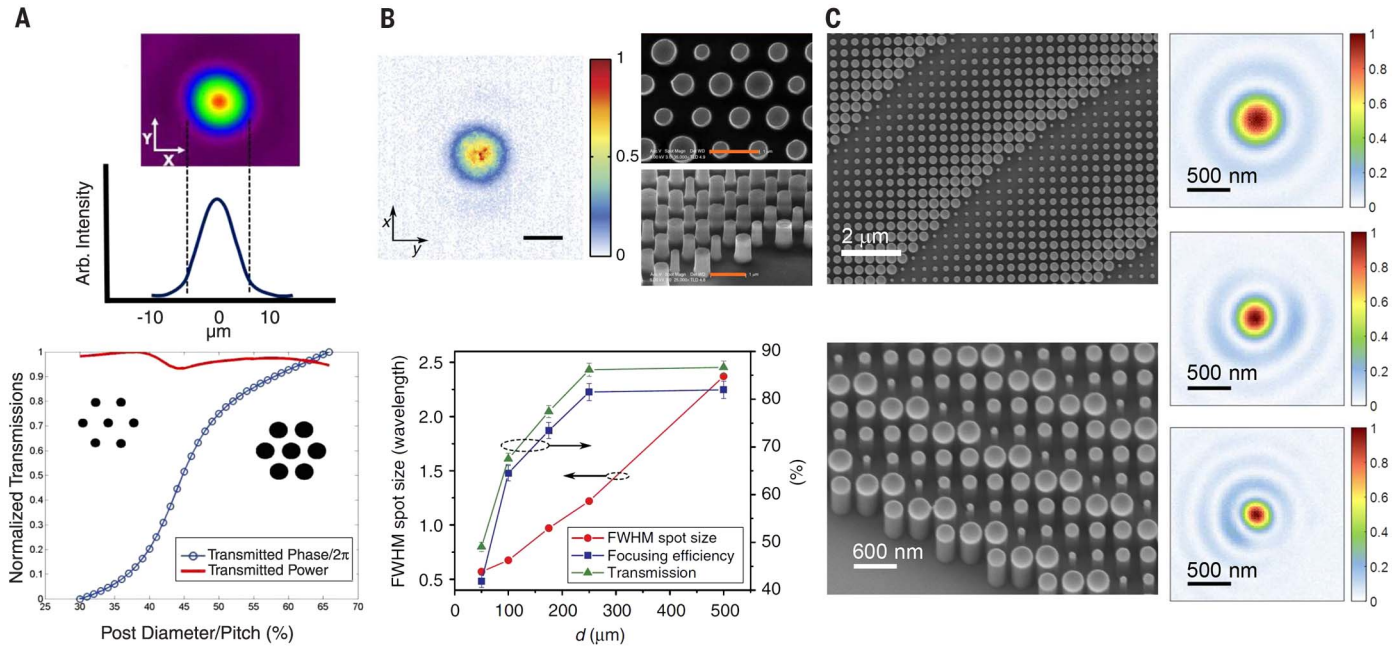 A
Y
X
Arb. Intensity
-10
0
10
μm
Normalized Transmissions
1
0.9
0.8
0.7
0.6
0.5
0.4
0.3
0.2
0.1
0
Transmitted Phase/2π
Transmitted Power
25
30
35
40
45
50
55
60
65
70
Post Diameter/Pitch (%)
B
x
y
1
0.5
0
1 μm
1 μm
FWHM spot size (wavelength)
2.5
2.0
1.5
1.0
0.5
90
80
70
60
50
40
(%)
FWHM spot size
Focusing efficiency
Transmission
0
100
200
300
400
500
d (μm)
C
2 μm
600 nm
500 nm
1
0.8
0.6
0.4
0.2
0
500 nm
1
0.8
0.6
0.4
0.2
0
500 nm
1
0.8
0.6
0.4
0.2
0